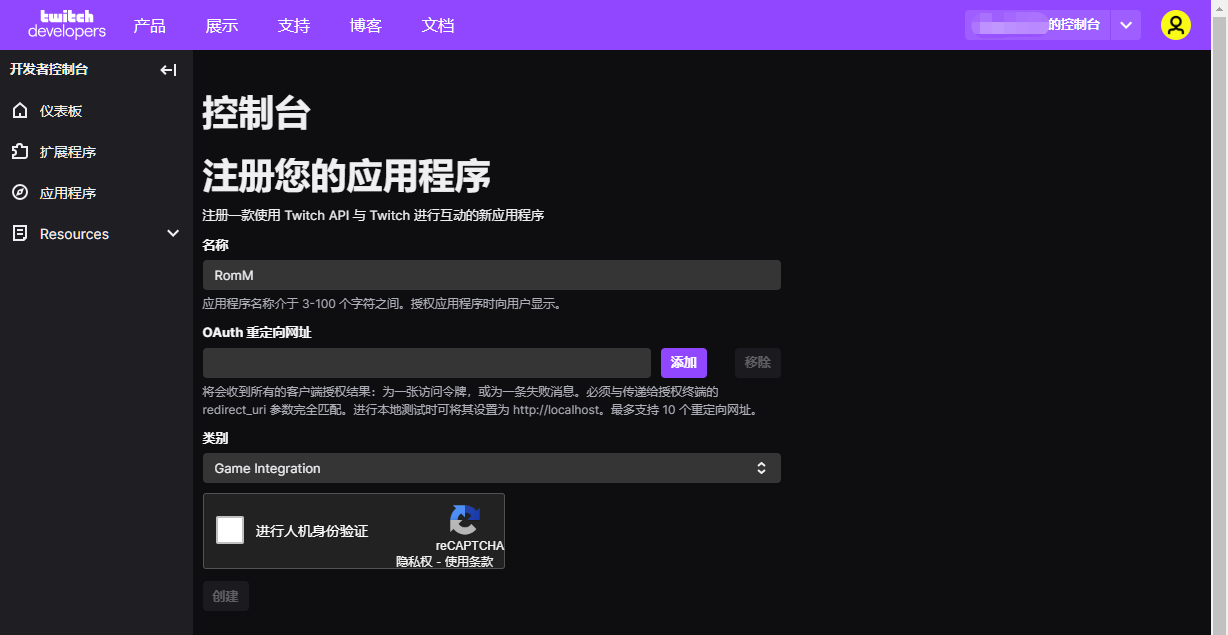 twitch
developers
产品
展示
支持
博客
文档
的控制台
开发者控制台
仪表板
扩展程序
应用程序
Resources
控制台
注册您的应用程序
注册一款使用 Twitch API 与 Twitch 进行互动的新应用程序
名称
RomM
应用程序名称介于 3-100 个字符之间。授权应用程序时向用户显示。
OAuth 重定向网址
添加
移除
将会收到所有的客户端授权结果：为一张访问令牌，或为一条失败消息。必须与传递给授权终端的
redirect_uri 参数完全匹配。进行本地测试时可将其设置为 http://localhost。最多支持 10 个重定向网址。
类别
Game Integration
进行人机身份验证
reCAPTCHA
隐私权 - 使用条款
创建